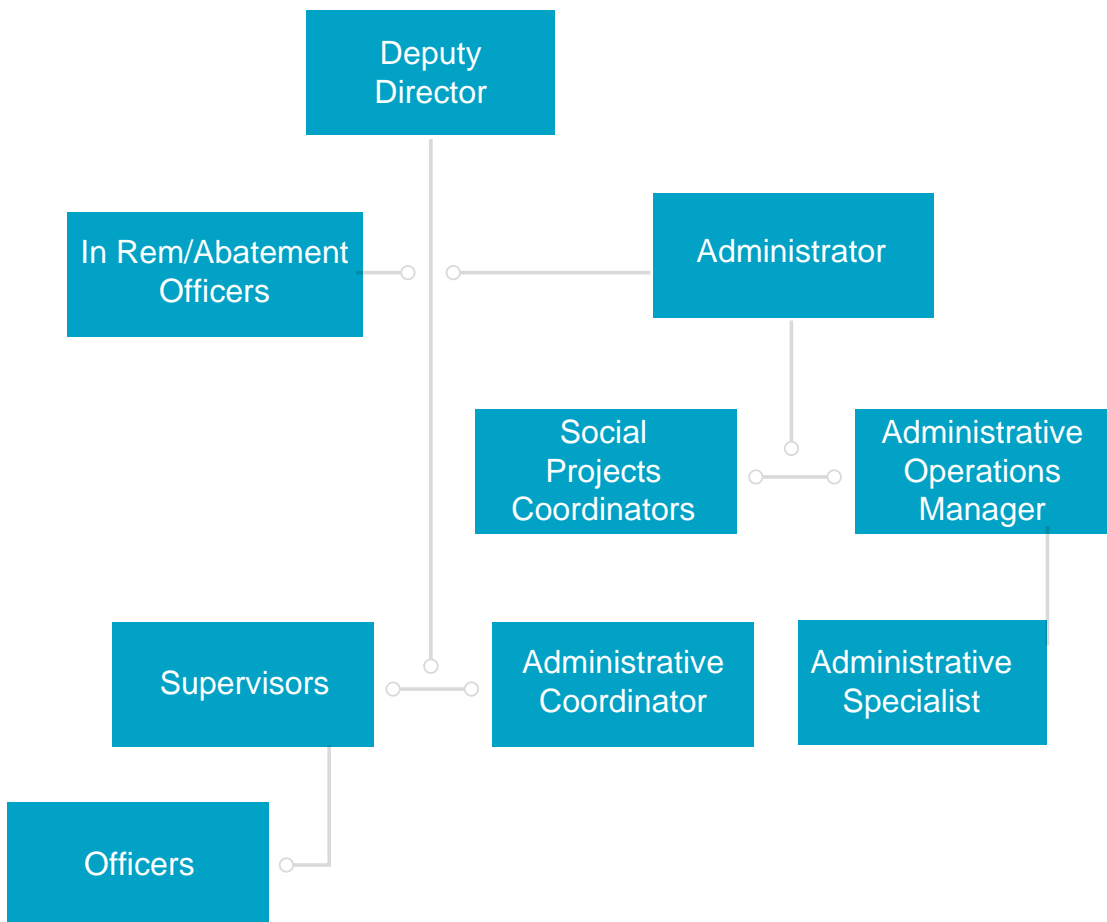 Deputy
Director
In Rem/Abatement
Officers
Administrator
Social
Projects
Coordinators
Administrative
Operations
Manager
Supervisors
Administrative
Coordinator
Administrative
Specialist
Officers